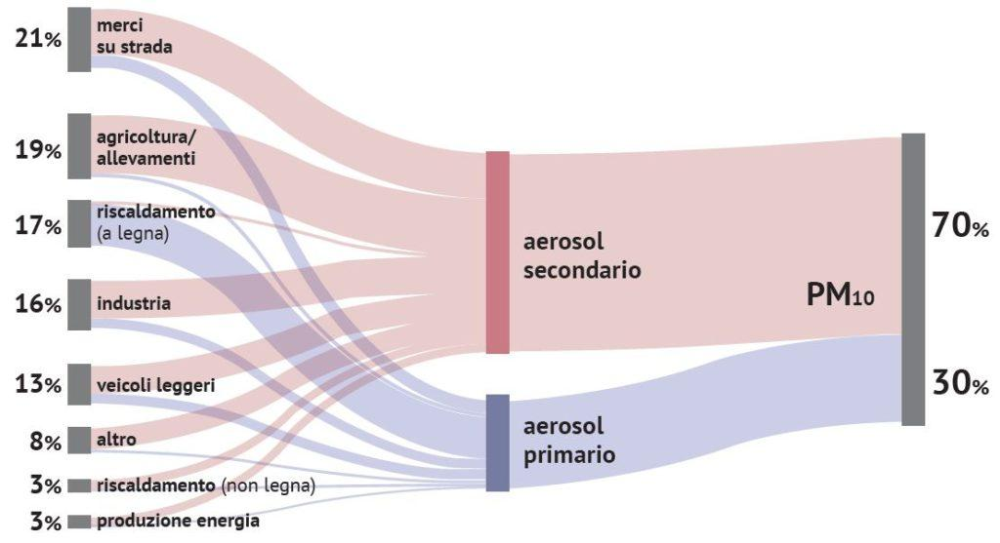 21%
merci
su strada
19%
agricoltura/
allevamenti
17%
riscaldamento
(a legna)
16%
industria
13%
veicoli leggeri
8%
altro
3%
riscaldamento (non legna)
3%
produzione energia
aerosol
secondario
aerosol
primario
PM10
70%
30%